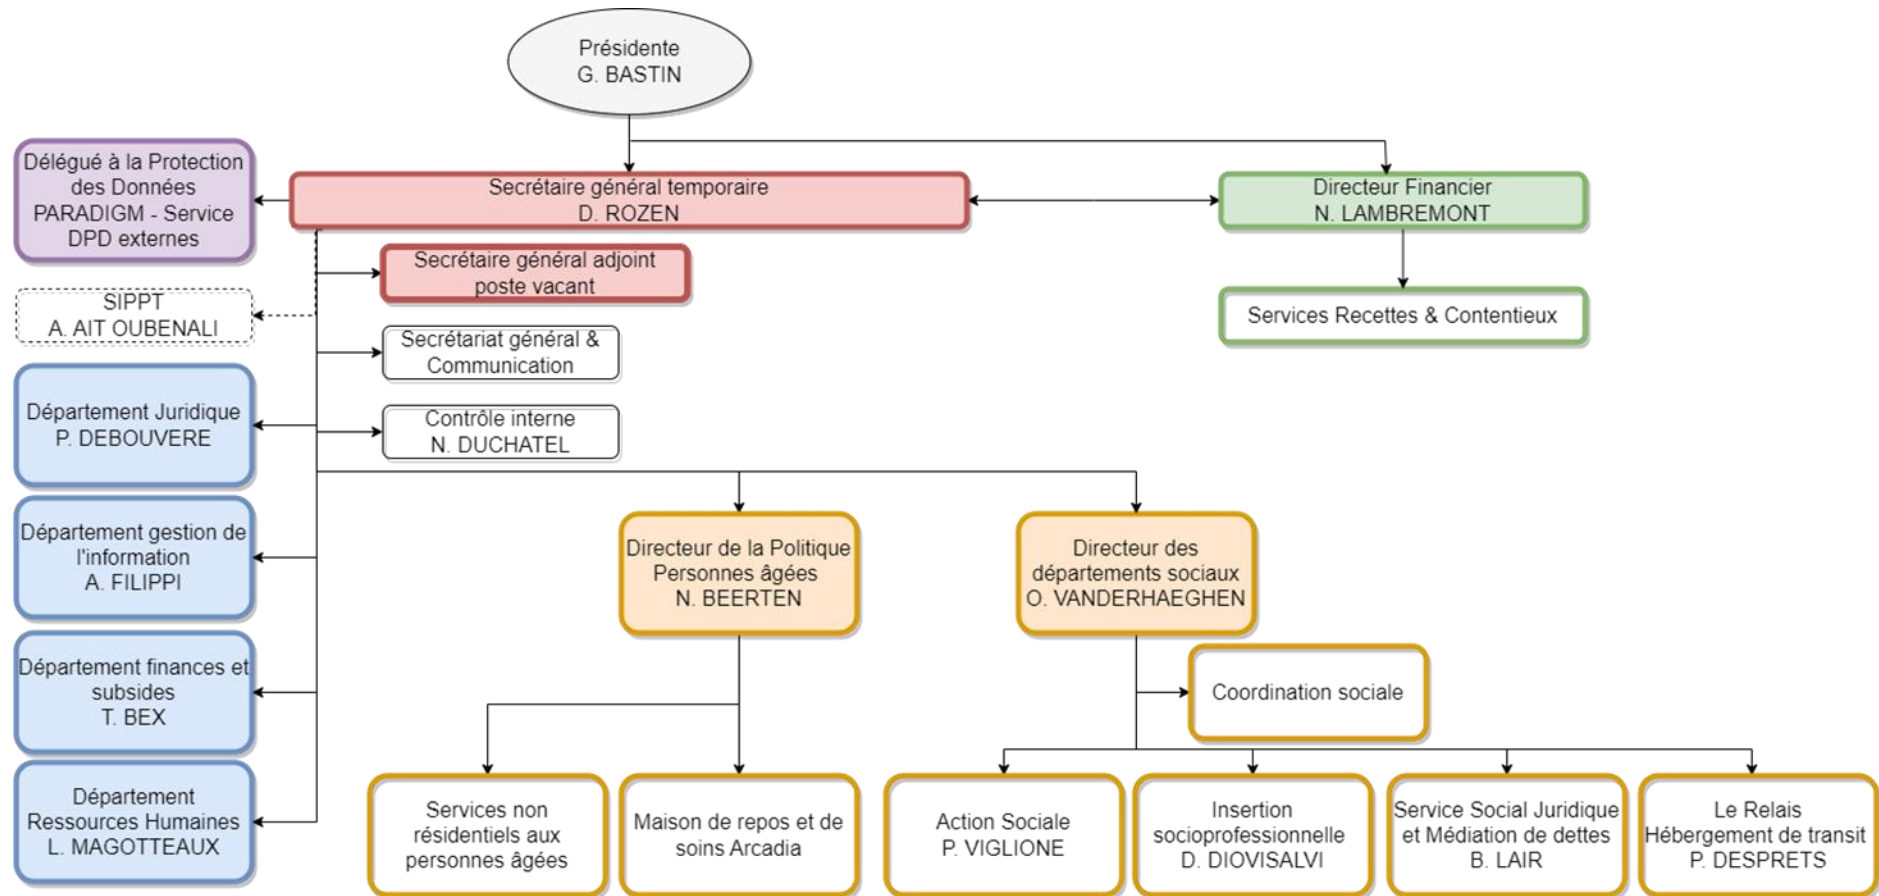 Présidente
G. BASTIN
Délégué à la Protection
des Données
PARADIGM - Service
DPD externes
Secrétaire général temporaire
D. ROZEN
Directeur Financier
N. LAMBREMONT
Secrétaire général adjoint
poste vacant
SIPPT
A. AIT OUBENALI
Services Recettes & Contentieux
Secrétariat général &
Communication
Département Juridique
P. DEBOUVERE
Contrôle interne
N. DUCHATEL
Département gestion de
l'information
A. FILIPPI
Directeur de la Politique
Personnes âgées
N. BEERTEN
Directeur des
départements sociaux
O. VANDERHAEGHEN
Département finances et
subsides
T. BEX
Coordination sociale
Département
Ressources Humaines
L. MAGOTTEAUX
Services non
résidentiels aux
personnes âgées
Maison de repos et de
soins Arcadia
Action Sociale
P. VIGLIONE
Insertion
socioprofessionnelle
D. DIOVISALVI
Service Social Juridique
et Médiation de dettes
B. LAIR
Le Relais
Hébergement de transit
P. DESPRETS